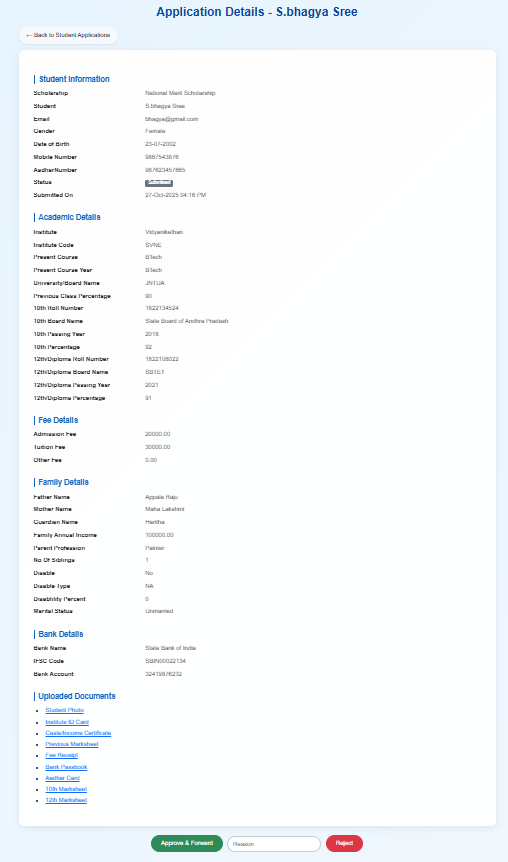 Application Details - S.bhagya Sree
← Back to Student Applications
Student Information
Scholarship National Merit Scholarship
Student S.bhagya Sree
Email bhagya@gmail.com
Gender Female
Date of Birth 23-07-2002
Mobile Number 9867543876
AadharNumber 987623457865
Status Submitted
Submitted On 27-Oct-2025 04:16 PM
Academic Details
Institute Vidyanikethan
Institute Code SVNE
Present Course BTech
Present Course Year BTech
University/Board Name JNTUA
Previous Class Percentage 90
10th Roll Number 1822134524
10th Board Name State Board of Andhra Pradesh
10th Passing Year 2018
10th Percentage 92
12th/Diploma Roll Number 1822108022
12th/Diploma Board Name SBTET
12th/Diploma Passing Year 2021
12th/Diploma Percentage 91
Fee Details
Admission Fee 20000.00
Tuition Fee 30000.00
Other Fee 0.00
Family Details
Father Name Appala Raju
Mother Name Maha Lakshmi
Guardian Name Haritha
Family Annual Income 100000.00
Parent Profession Painter
No Of Siblings 1
Disable No
Disable Type NA
Disability Percent 0
Marital Status Unmarried
Bank Details
Bank Name State Bank of India
IFSC Code SBIN00022134
Bank Account 32419876232
Uploaded Documents
Student Photo
Institute ID Card
Caste/Income Certificate
Previous Marksheet
Fee Receipt
Bank Passbook
Aadhar Card
10th Marksheet
12th Marksheet
Approve & Forward Reason Reject